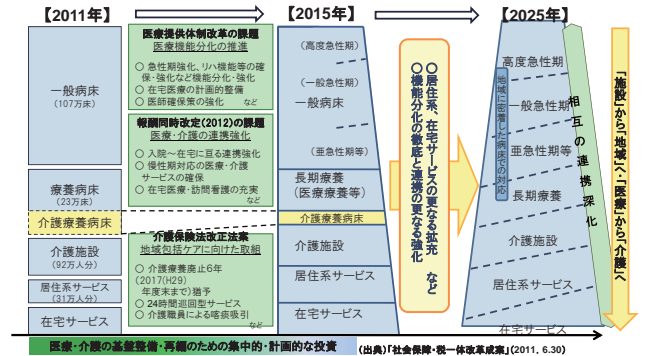 【2011年】
【2015年】
【2025年】
一般病床
(107万床)
療養病床
(23万床)
介護療養病床
介護施設
(92万人分)
居住系サービス
(31万人分)
在宅サービス
医療提供体制改革の課題
医療機能分化の推進
○ 急性期強化、リハ機能等の確
保・強化など機能分化・強化
○ 在宅医療の計画的整備
○ 医師確保策の強化 など
報酬同時改定(2012)の課題
医療・介護の連携強化
○ 入院~在宅に亘る連携強化
○ 慢性期対応の医療・介護
サービスの確保
○ 在宅医療・訪問看護の充実
など
介護保険法改正法案
地域包括ケアに向けた取組
○ 介護療養廃止6年
(2017(H29)
年度末まで)猶予
○ 24時間巡回型サービス
○ 介護職員による喀痰吸引
など
(高度急性期)
(一般急性期)
一般病床
(亜急性期等)
長期療養
(医療療養等)
介護療養病床
介護施設
居住系サービス
在宅サービス
○居住系、在宅サービスの更なる拡充 など
○機能分化の徹底と連携の更なる強化
高度急性期
一般急性期
亜急性期等
長期療養
介護施設
居住系サービス
在宅サービス
地域に密着した病床での対応
相互の連携深化
「施設」から「地域」へ・「医療」から「介護」へ
医療・介護の基盤整備・再編のための集中的・計画的な投資
(出典)「社会保障・税一体改革成案」(2011, 6.30)